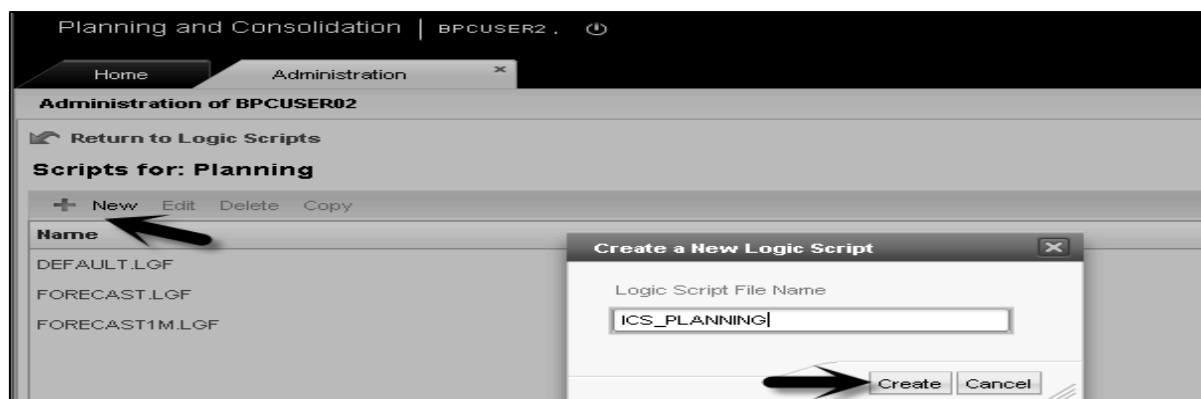 Planning and Consolidation | BPCUSER2 .
Home Administration
Administration of BPCUSER02
Return to Logic Scripts
Scripts for: Planning
New Edit Delete Copy
Name
DEFAULT.LGF
FORECAST.LGF
FORECAST1M.LGF
Create a New Logic Script
Logic Script File Name
ICS_PLANNING
Create Cancel